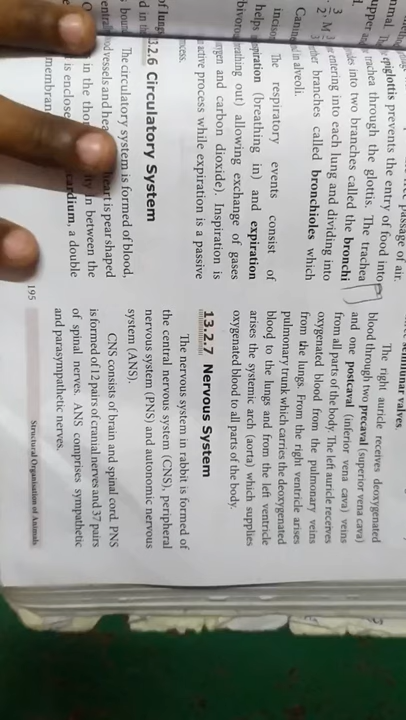 passage of air.
epiglottis prevents the entry of food into
trachea through the glottis. The trachea
into two branches called the bronchi
entering into each lung and dividing into
branches called bronchioles which
in alveoli.
The respiratory events consist of
(breathing in) and expiration
out) allowing exchange of gases
and carbon dioxide). Inspiration is
active process while expiration is a passive
13.2.6 Circulatory System
The circulatory system is formed of blood,
vessels and
heart is pear shaped
in the
in between the
is enclosed
a double
semilunar valves.
The right auricle receives deoxygenated
blood through two precaval (superior vena cava)
and one postcaval (inferior vena cava) veins
from all parts of the body. The left auricle receives
oxygenated blood from the pulmonary veins
from the lungs. From the right ventricle arises
pulmonary trunk which carries the deoxygenated
blood to the lungs and from the left ventricle
arises the systemic arch (aorta) which supplies
oxygenated blood to all parts of the body.
13.2.7 Nervous System
The nervous system in rabbit is formed of
the central nervous system (CNS), peripheral
nervous system (PNS) and autonomic nervous
system (ANS).
CNS consists of brain and spinal cord. PNS
is formed of 12 pairs of cranial nerves and 37 pairs
of spinal nerves. ANS comprises sympathetic
and parasympathetic nerves.
195
Structural Organisation of Animals